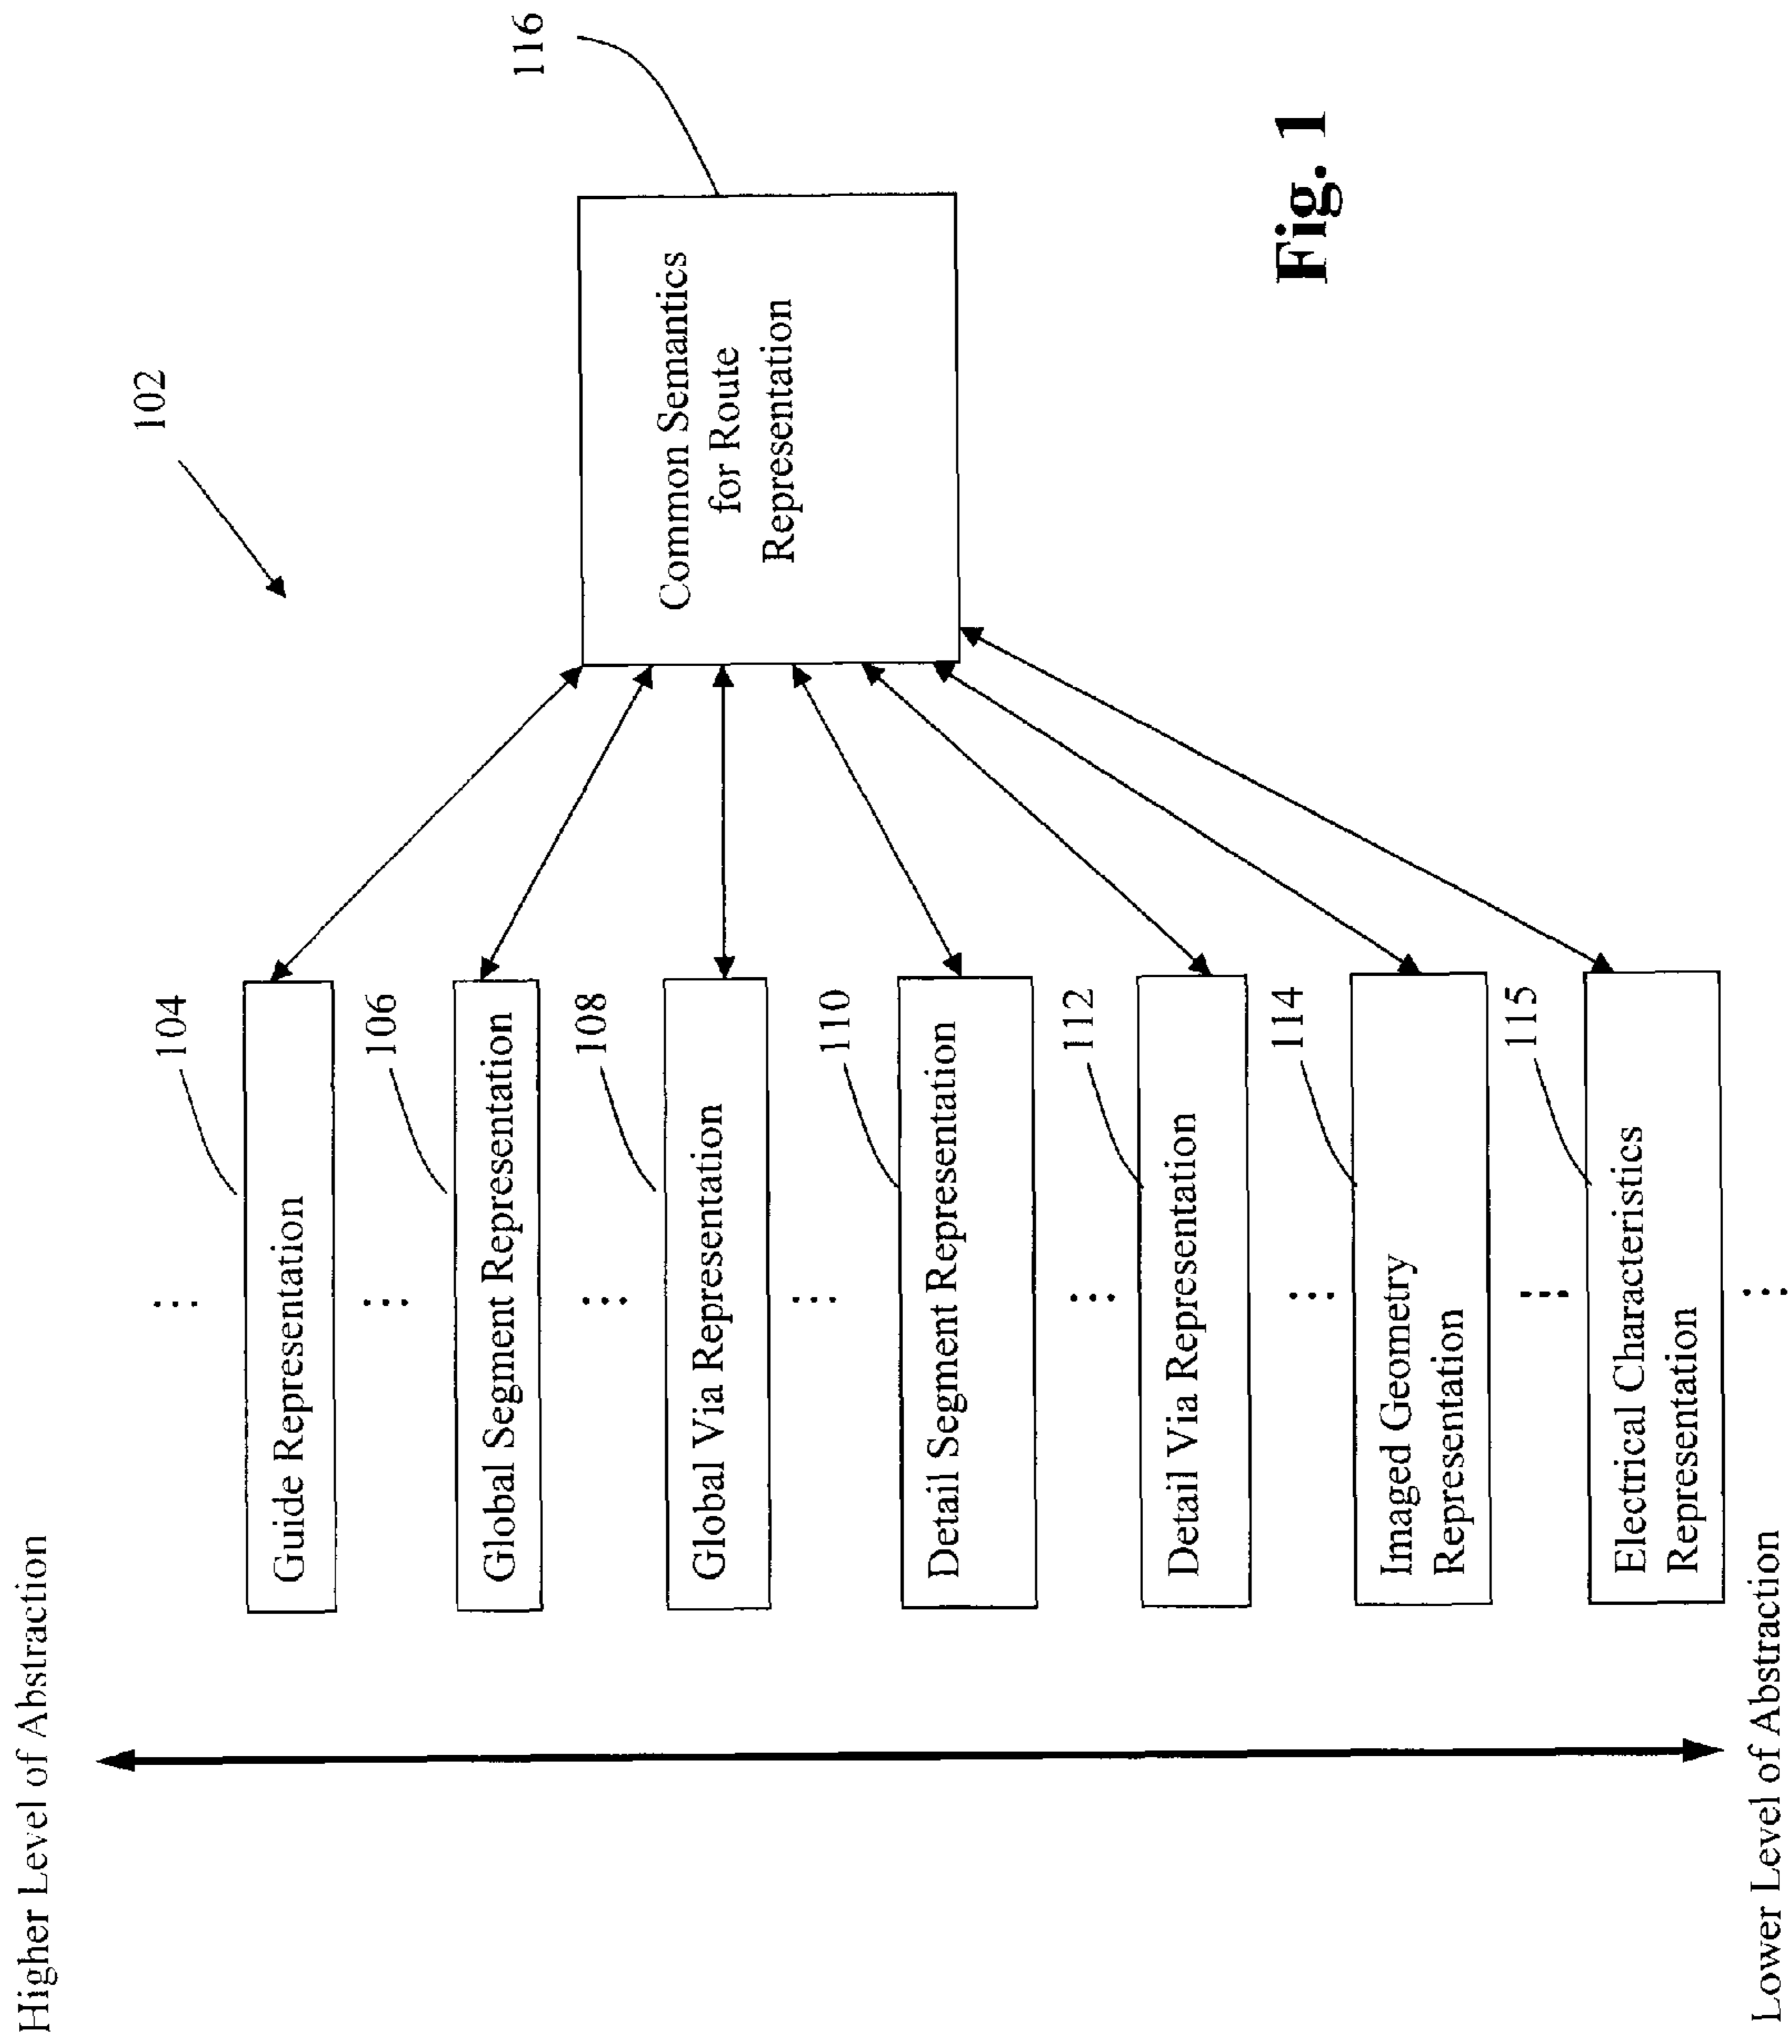 Higher Level of Abstraction
102
104
Guide Representation
⋮
106
Global Segment Representation
⋮
108
Global Via Representation
⋮
110
Detail Segment Representation
⋮
112
Detail Via Representation
⋮
114
Imaged Geometry
Representation
⋮
115
Electrical Characteristics
Representation
⋮
Lower Level of Abstraction
116
Common Semantics
for Route
Representation
Fig. 1